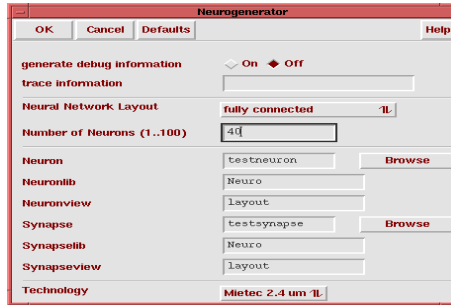 Neurogenerator
OK Cancel Defaults Help
generate debug information On Off
trace information
Neural Network Layout fully connected
Number of Neurons (1..100) 40
Neuron testneuron Browse
Neuronlib Neuro
Neuronview layout
Synapse testsynapse Browse
Synapselib Neuro
Synapseview layout
Technology Mietec 2.4 um